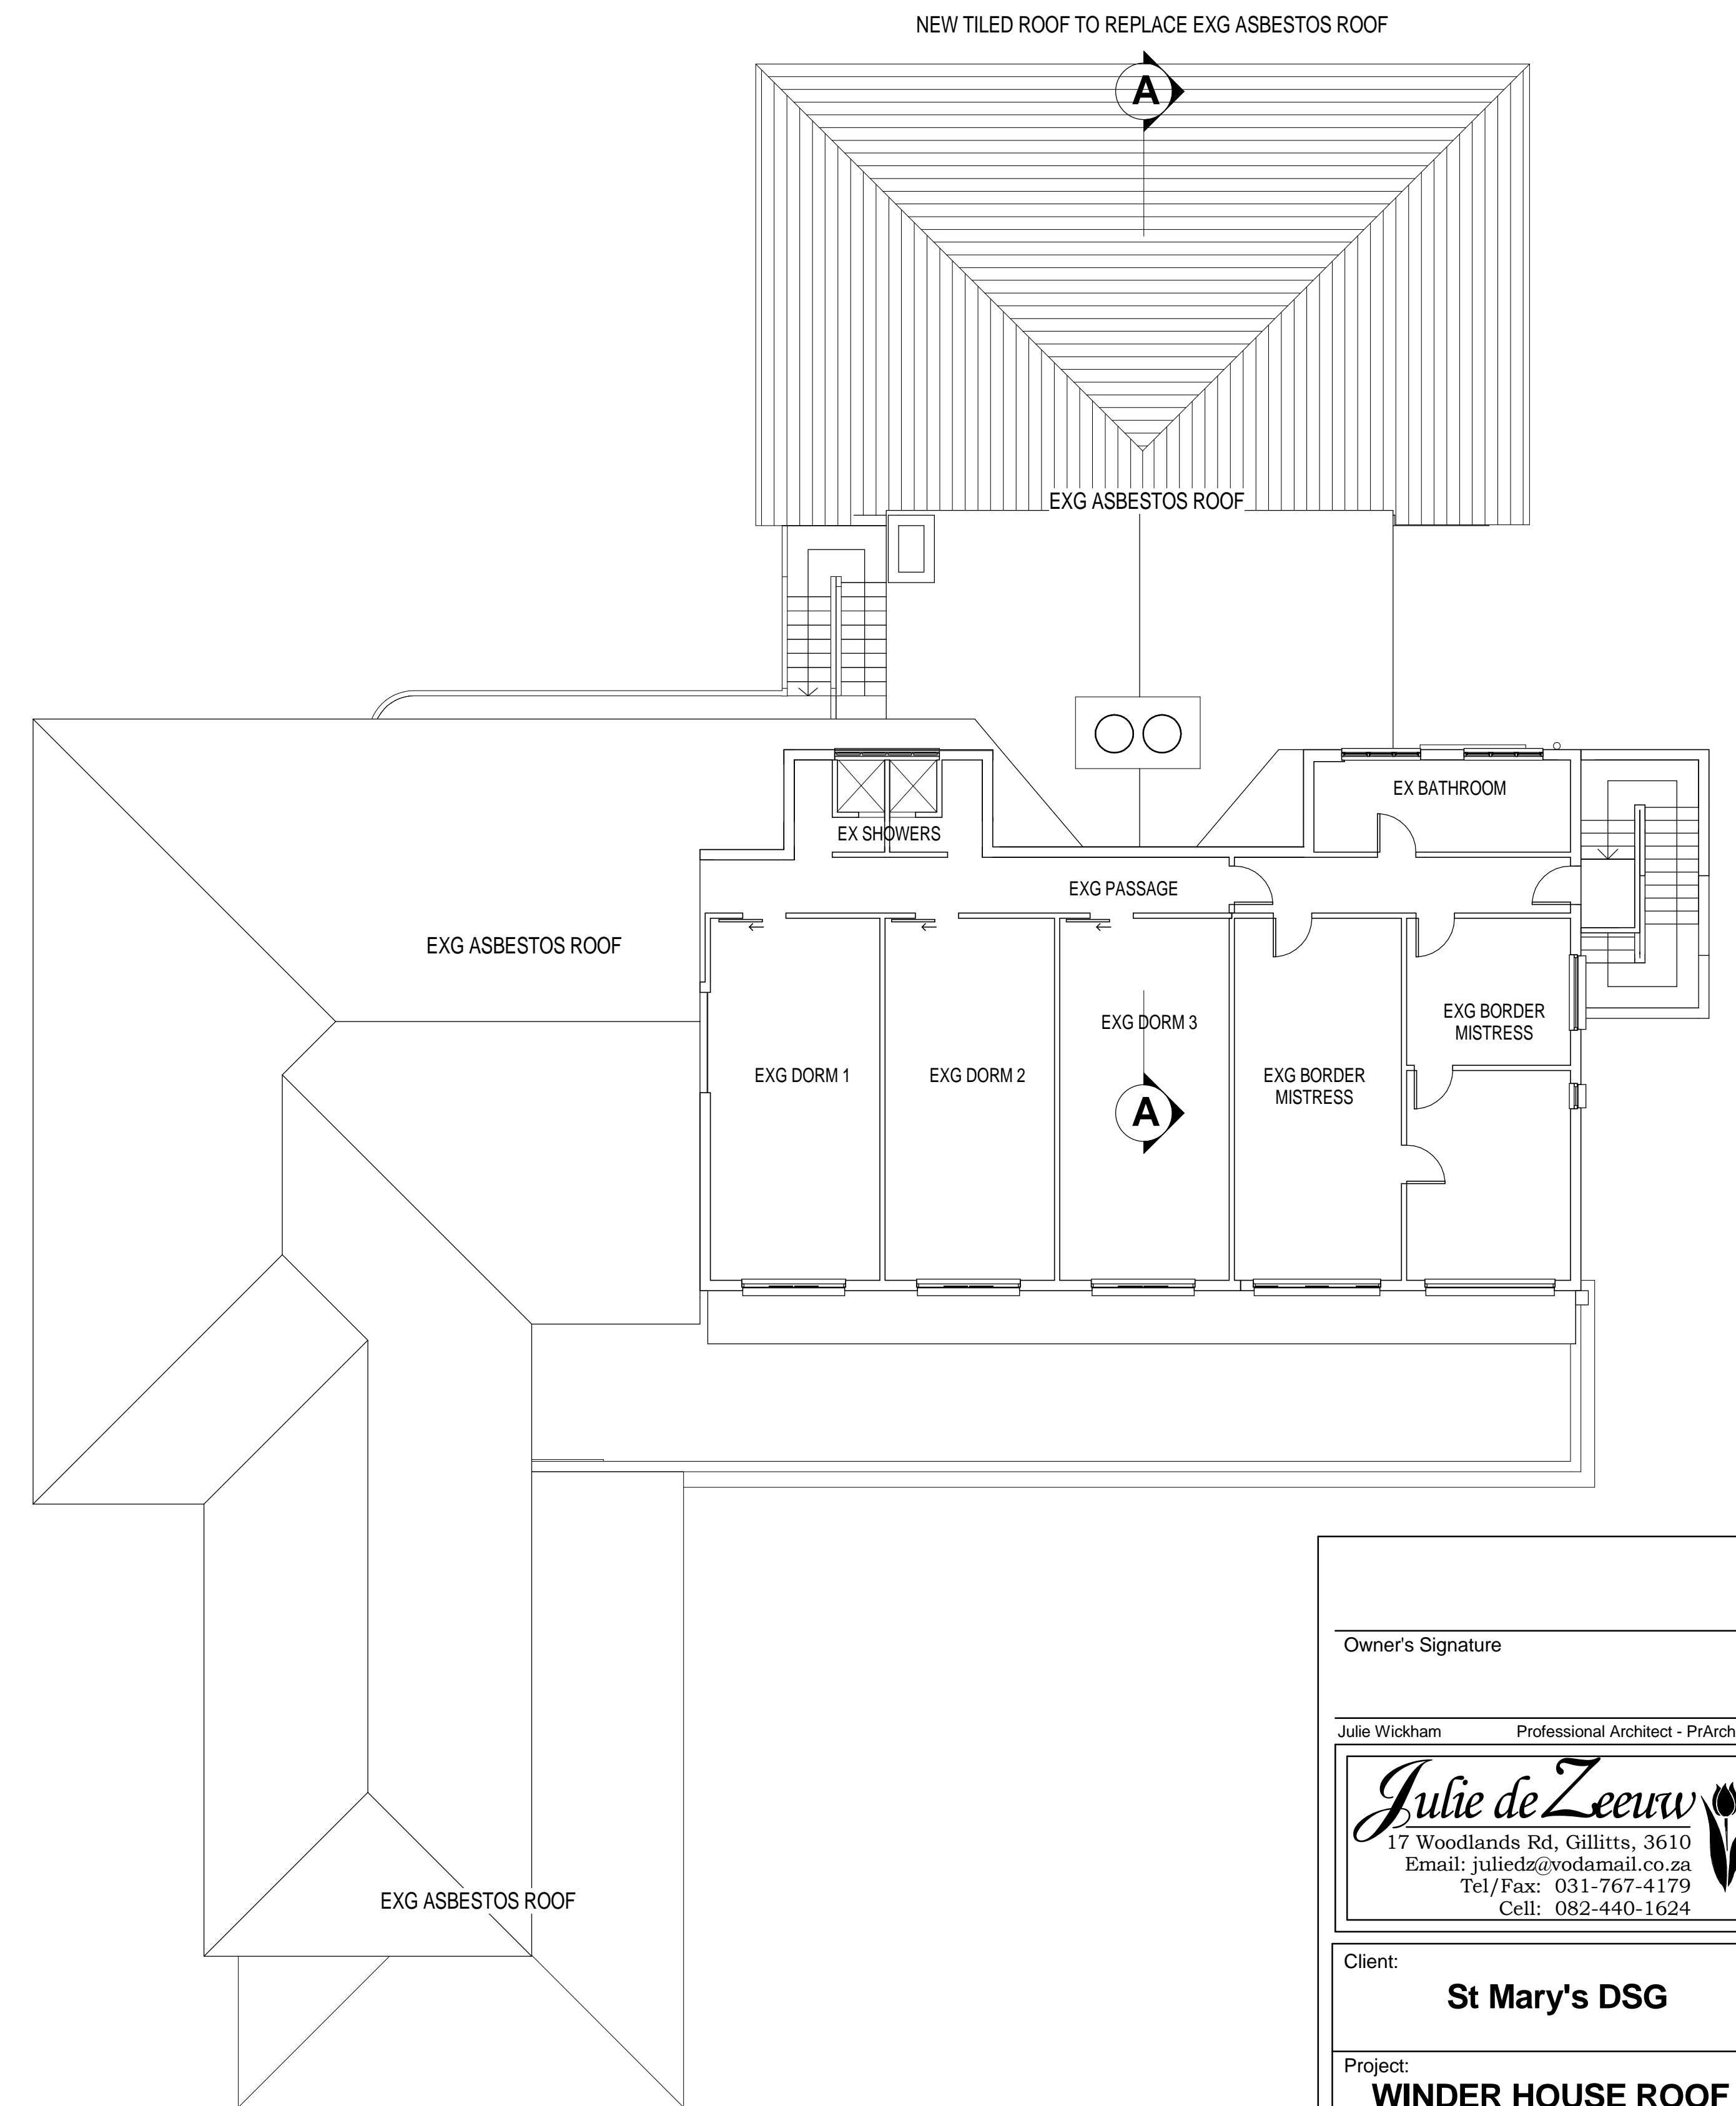 NEW TILED ROOF TO REPLACE EXG ASBESTOS ROOF
A
EXG ASBESTOS ROOF
EX BATHROOM
EX SHOWERS
EXG PASSAGE
EXG ASBESTOS ROOF
EXG DORM 1
EXG DORM 2
EXG DORM 3
EXG BORDER
MISTRESS
EXG BORDER
MISTRESS
A
EXG ASBESTOS ROOF
Owner's Signature
Julie Wickham Professional Architect - PrArch
Julie de Zeeuw
17 Woodlands Rd, Gillitts, 3610
Email: juliedz@vodamail.co.za
Tel/Fax: 031-767-4179
Cell: 082-440-1624
Client:
St Mary's DSG
Project:
WINDER HOUSE ROOF